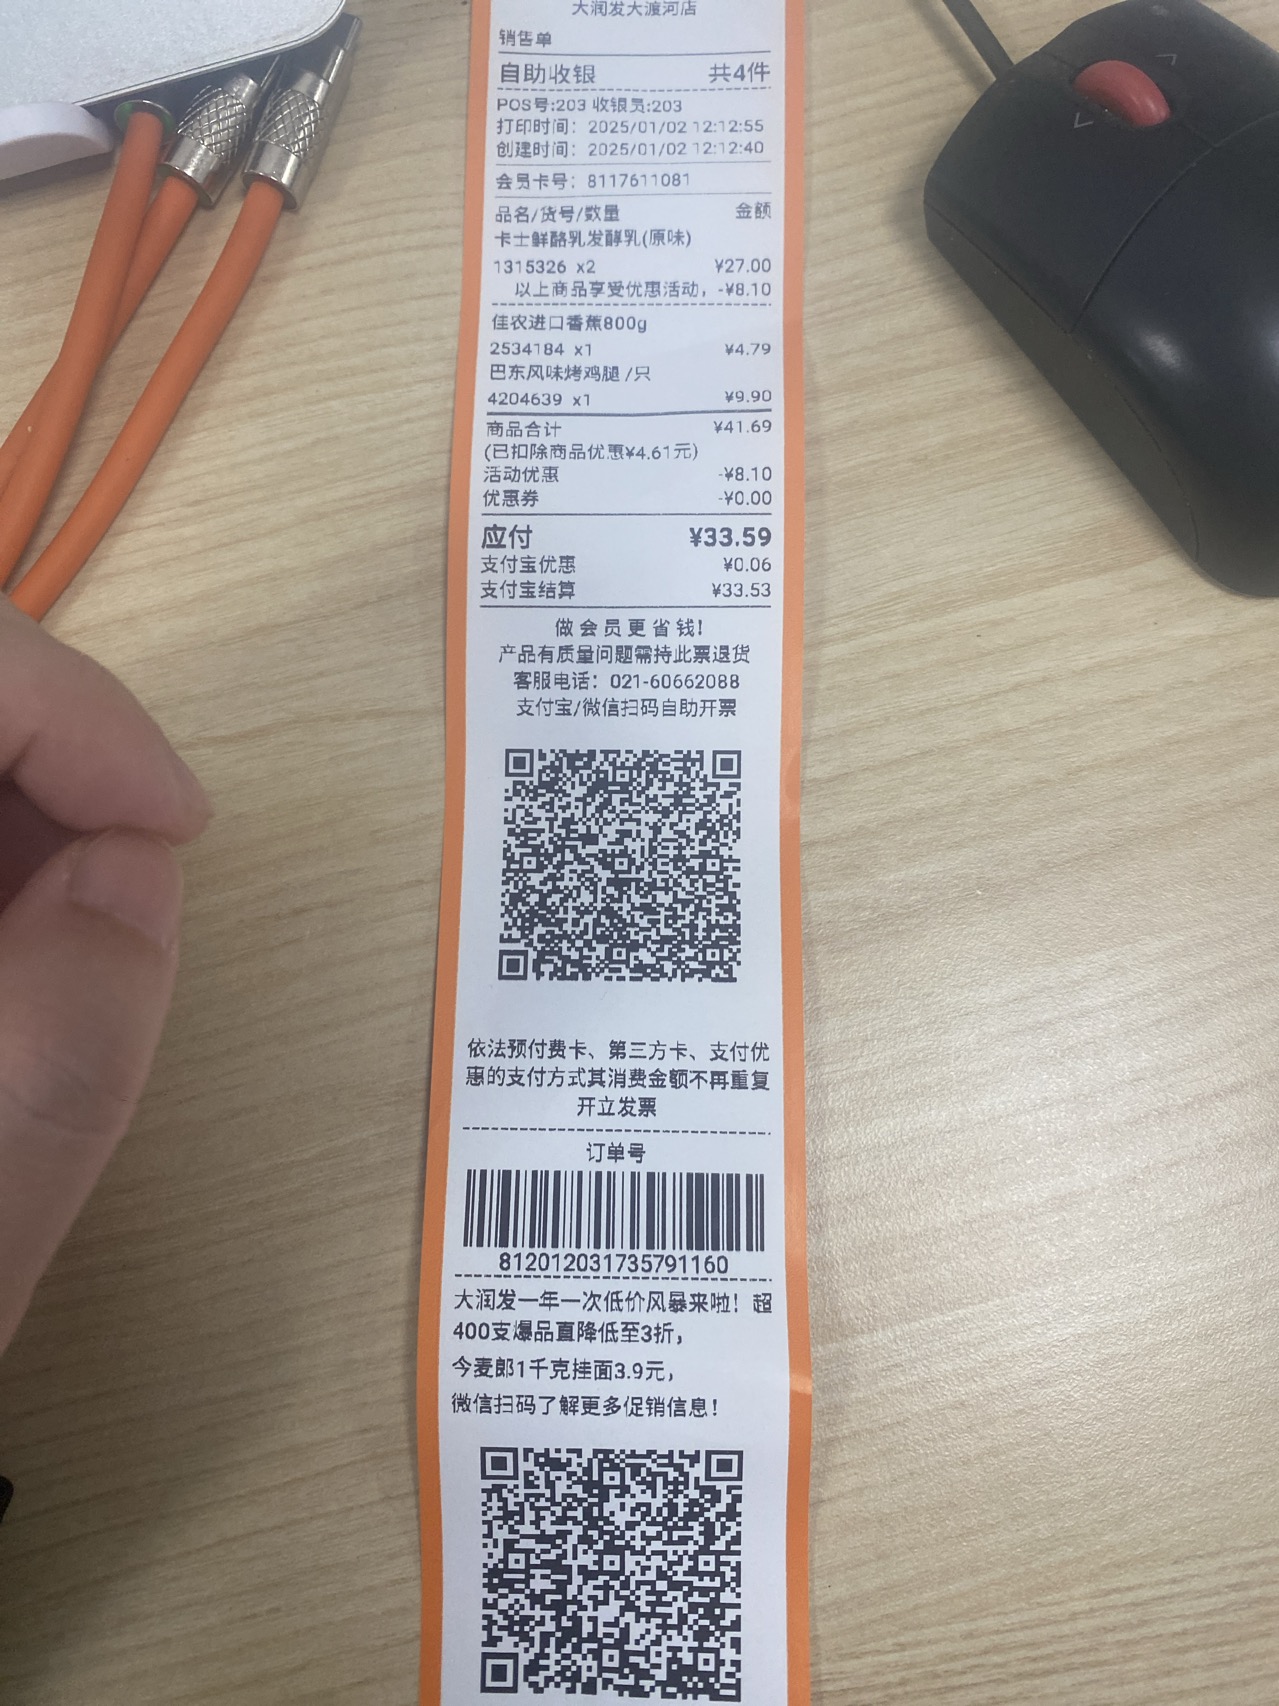 大润发大渡河店
销售单
自助收银 共4件
POS号:203 收银员:203
打印时间：2025/01/02 12:12:55
创建时间：2025/01/02 12:12:40
会员卡号：8117611081
品名/货号/数量 金额
卡士鲜酪乳发酵乳(原味)
1315326 x2 ¥27.00
以上商品享受优惠活动，-¥8.10
佳农进口香蕉800g
2534184 x1 ¥4.79
巴东风味烤鸡腿 /只
4204639 x1 ¥9.90
商品合计 ¥41.69
(已扣除商品优惠¥4.61元)
活动优惠 -¥8.10
优惠券 -¥0.00
应付 ¥33.59
支付宝优惠 ¥0.06
支付宝结算 ¥33.53
做会员更省钱！
产品有质量问题需持此票退货
客服电话：021-60662088
支付宝/微信扫码自助开票
依法预付费卡、第三方卡、支付优
惠的支付方式其消费金额不再重复
开立发票
订单号
812012031735791160
大润发一年一次低价风暴来啦！超
400支爆品直降低至3折，
今麦郎1千克挂面3.9元，
微信扫码了解更多促销信息！